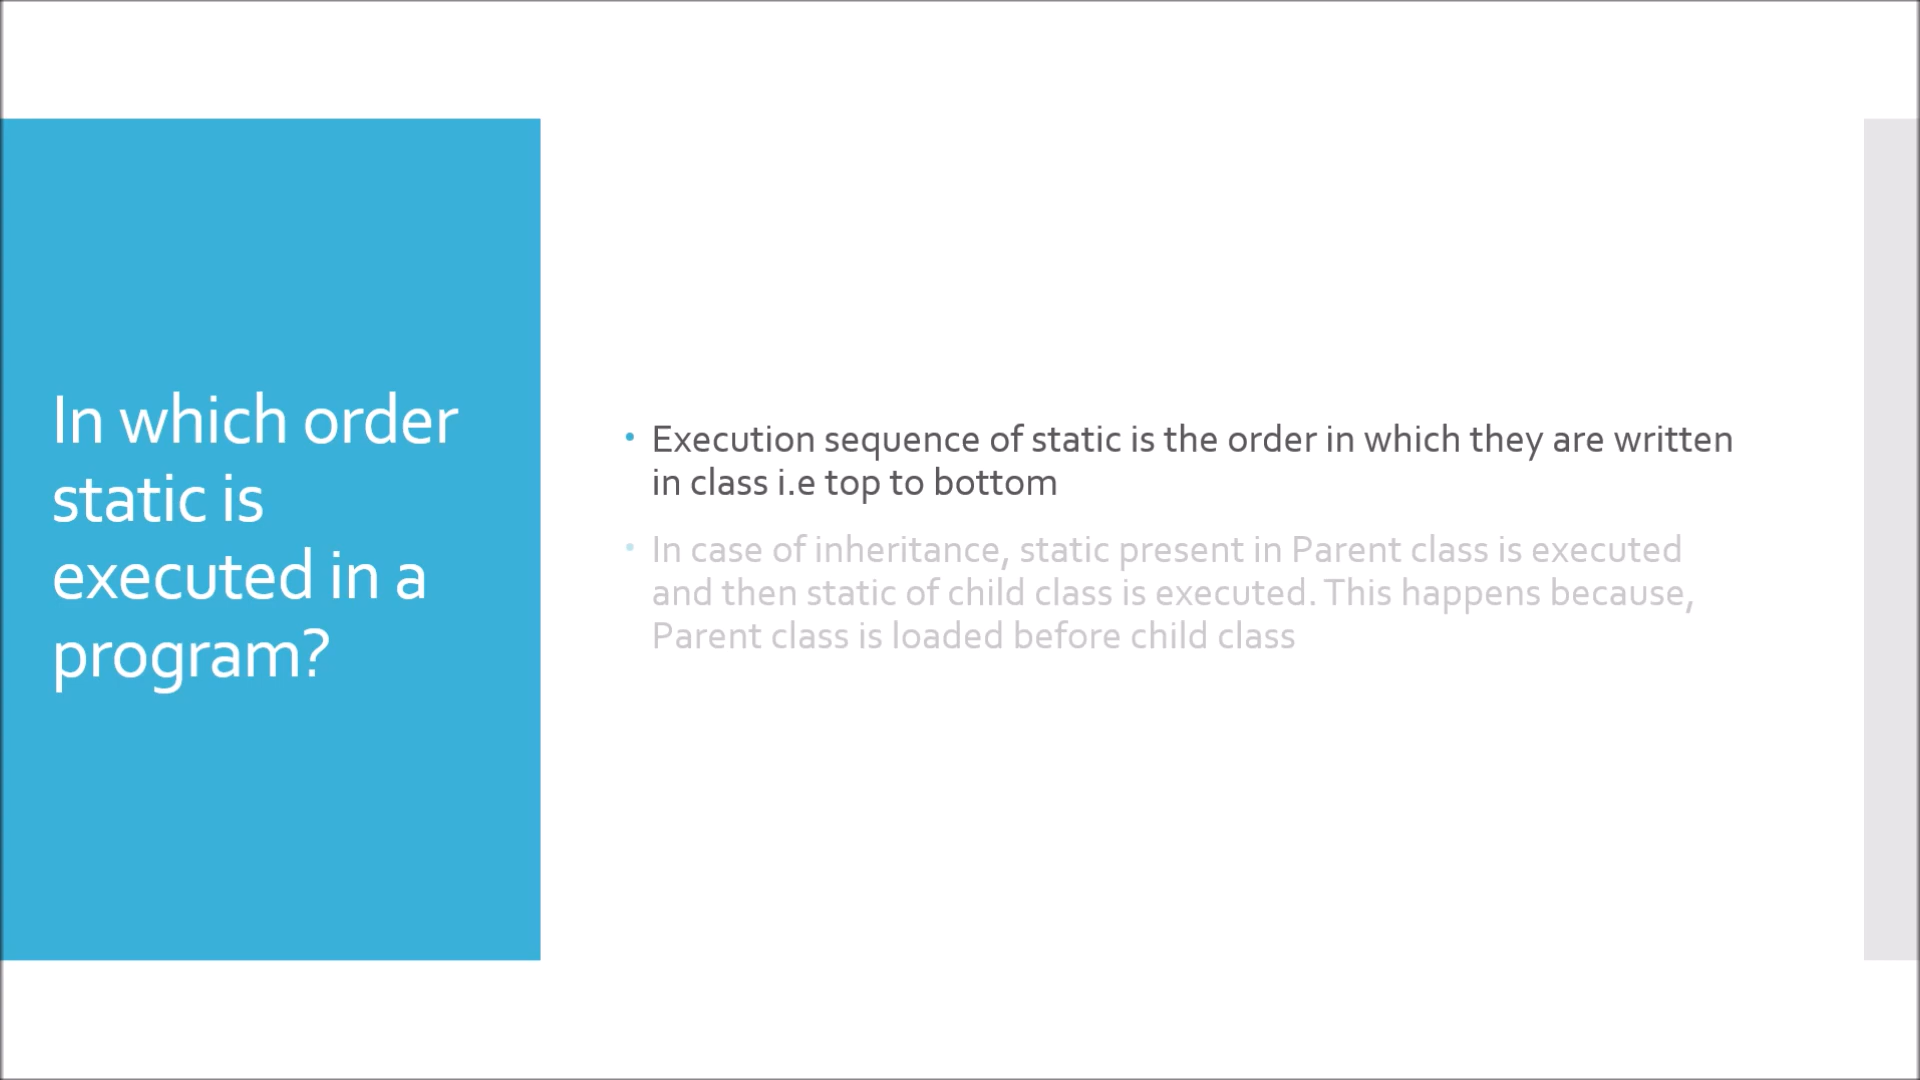 In which order
static is
executed in a
program?
• Execution sequence of static is the order in which they are written
in class i.e top to bottom
• In case of inheritance, static present in Parent class is executed
and then static of child class is executed. This happens because,
Parent class is loaded before child class